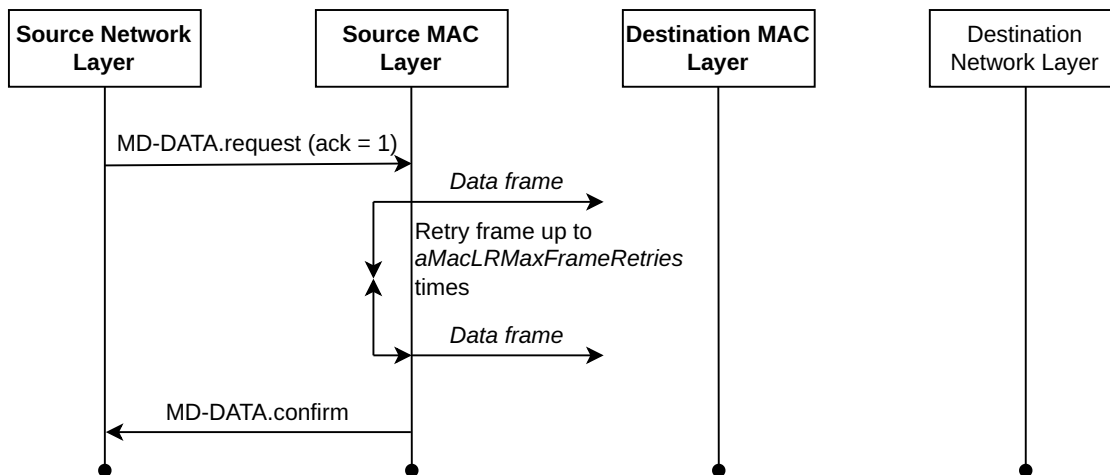 Source Network
Layer
Source MAC
Layer
Destination MAC
Layer
Destination
Network Layer
MD-DATA.request (ack = 1)
Data frame
Retry frame up to
aMacLRMaxFrameRetries
times
Data frame
MD-DATA.confirm